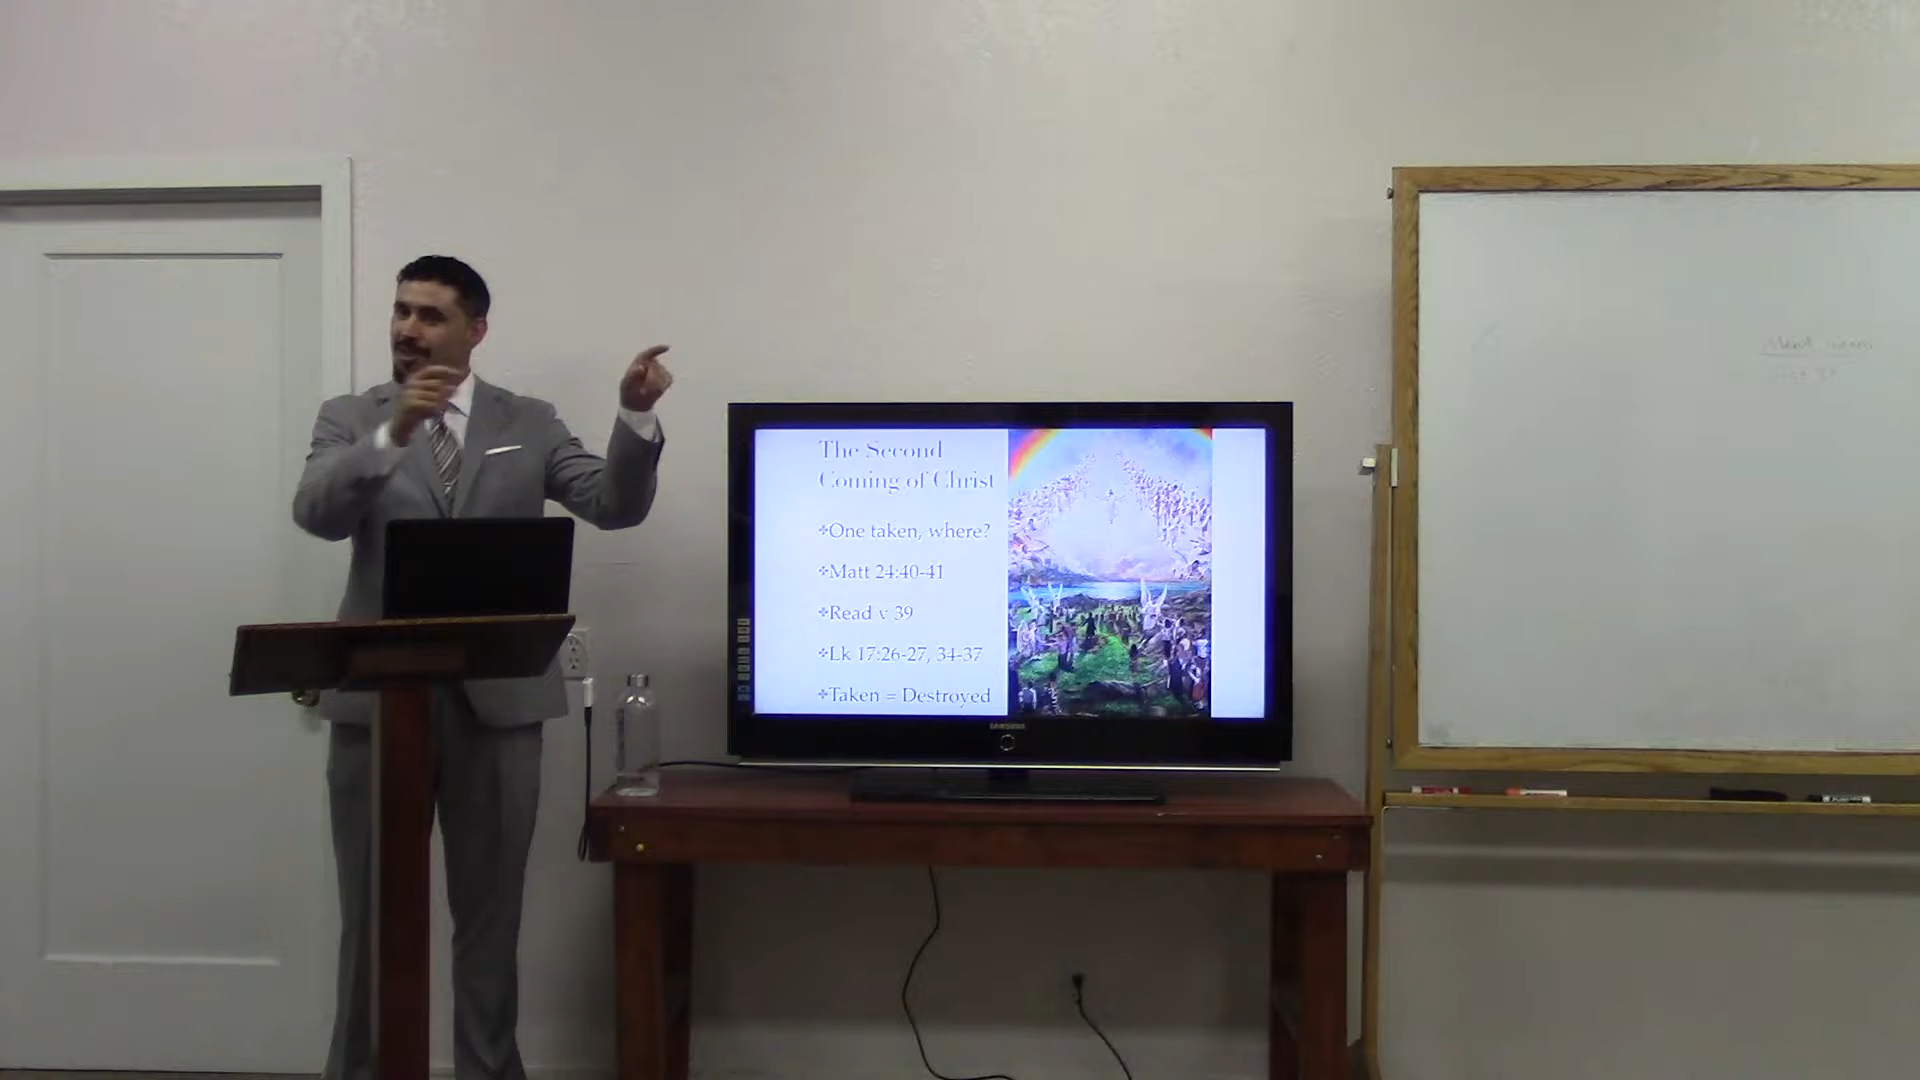 The Second
Coming of Christ
❖One taken, where?
❖Matt 24:40-41
❖Read v 39
❖Lk 17:26-27, 34-37
❖Taken = Destroyed
SAMSUNG